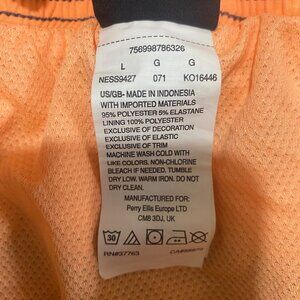 756998786326
L G G
NESS9427 071 KO16446
US/GB- MADE IN INDONESIA
WITH IMPORTED MATERIALS
95% POLYESTER 5% ELASTANE
LINING 100% POLYESTER
EXCLUSIVE OF DECORATION
EXCLUSIVE OF ELASTIC
EXCLUSIVE OF TRIM
MACHINE WASH COLD WITH
LIKE COLORS. NON-CHLORINE
BLEACH IF NEEDED. TUMBLE
DRY LOW. WARM IRON. DO NOT
DRY CLEAN.
MANUFACTURED FOR:
Perry Ellis Europe LTD
CM8 3DJ, UK
30
RN#37763